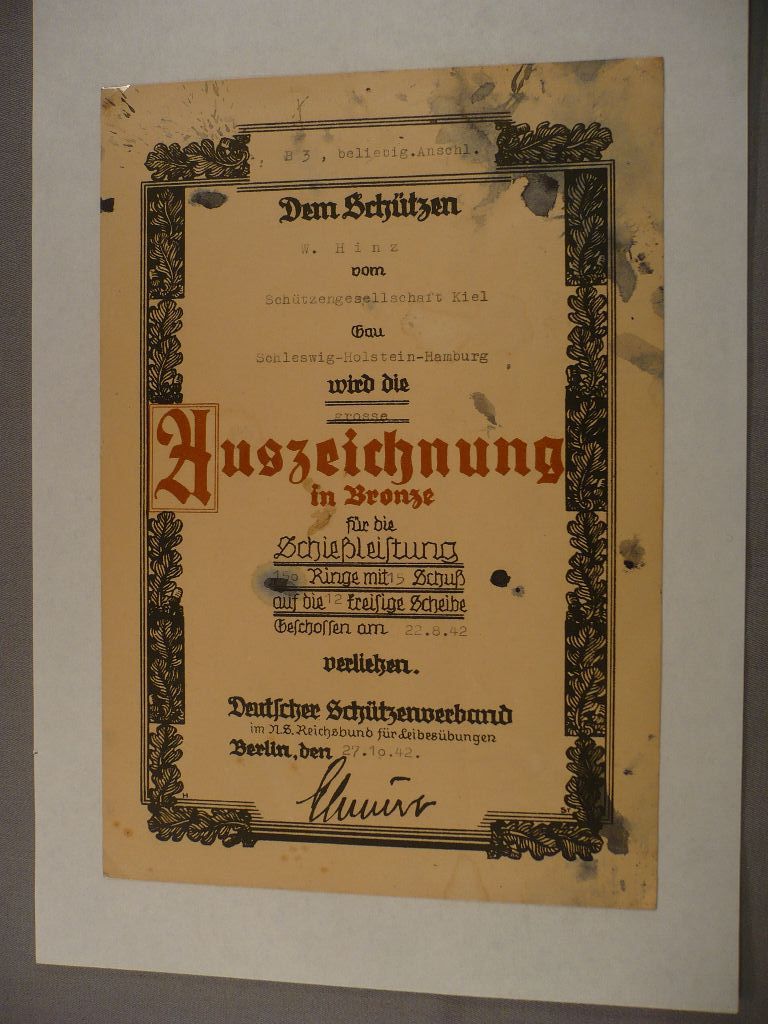 B 3, beliebig.Anschl.
Dem Schützen
W. Hinz
vom
Schützengesellschaft Kiel
Gau
Schleswig-Holstein-Hamburg
wird die
grosse
Auszeichnung
in Bronze
für die
Schießleistung
150 Ringe mit 15 Schuß
auf die 12 kreisige Scheibe
Geschossen am 22.8.42
verliehen.
Deutscher Schützenverband
im N.S. Reichsbund für Leibesübungen
Berlin, den 27.10.42.